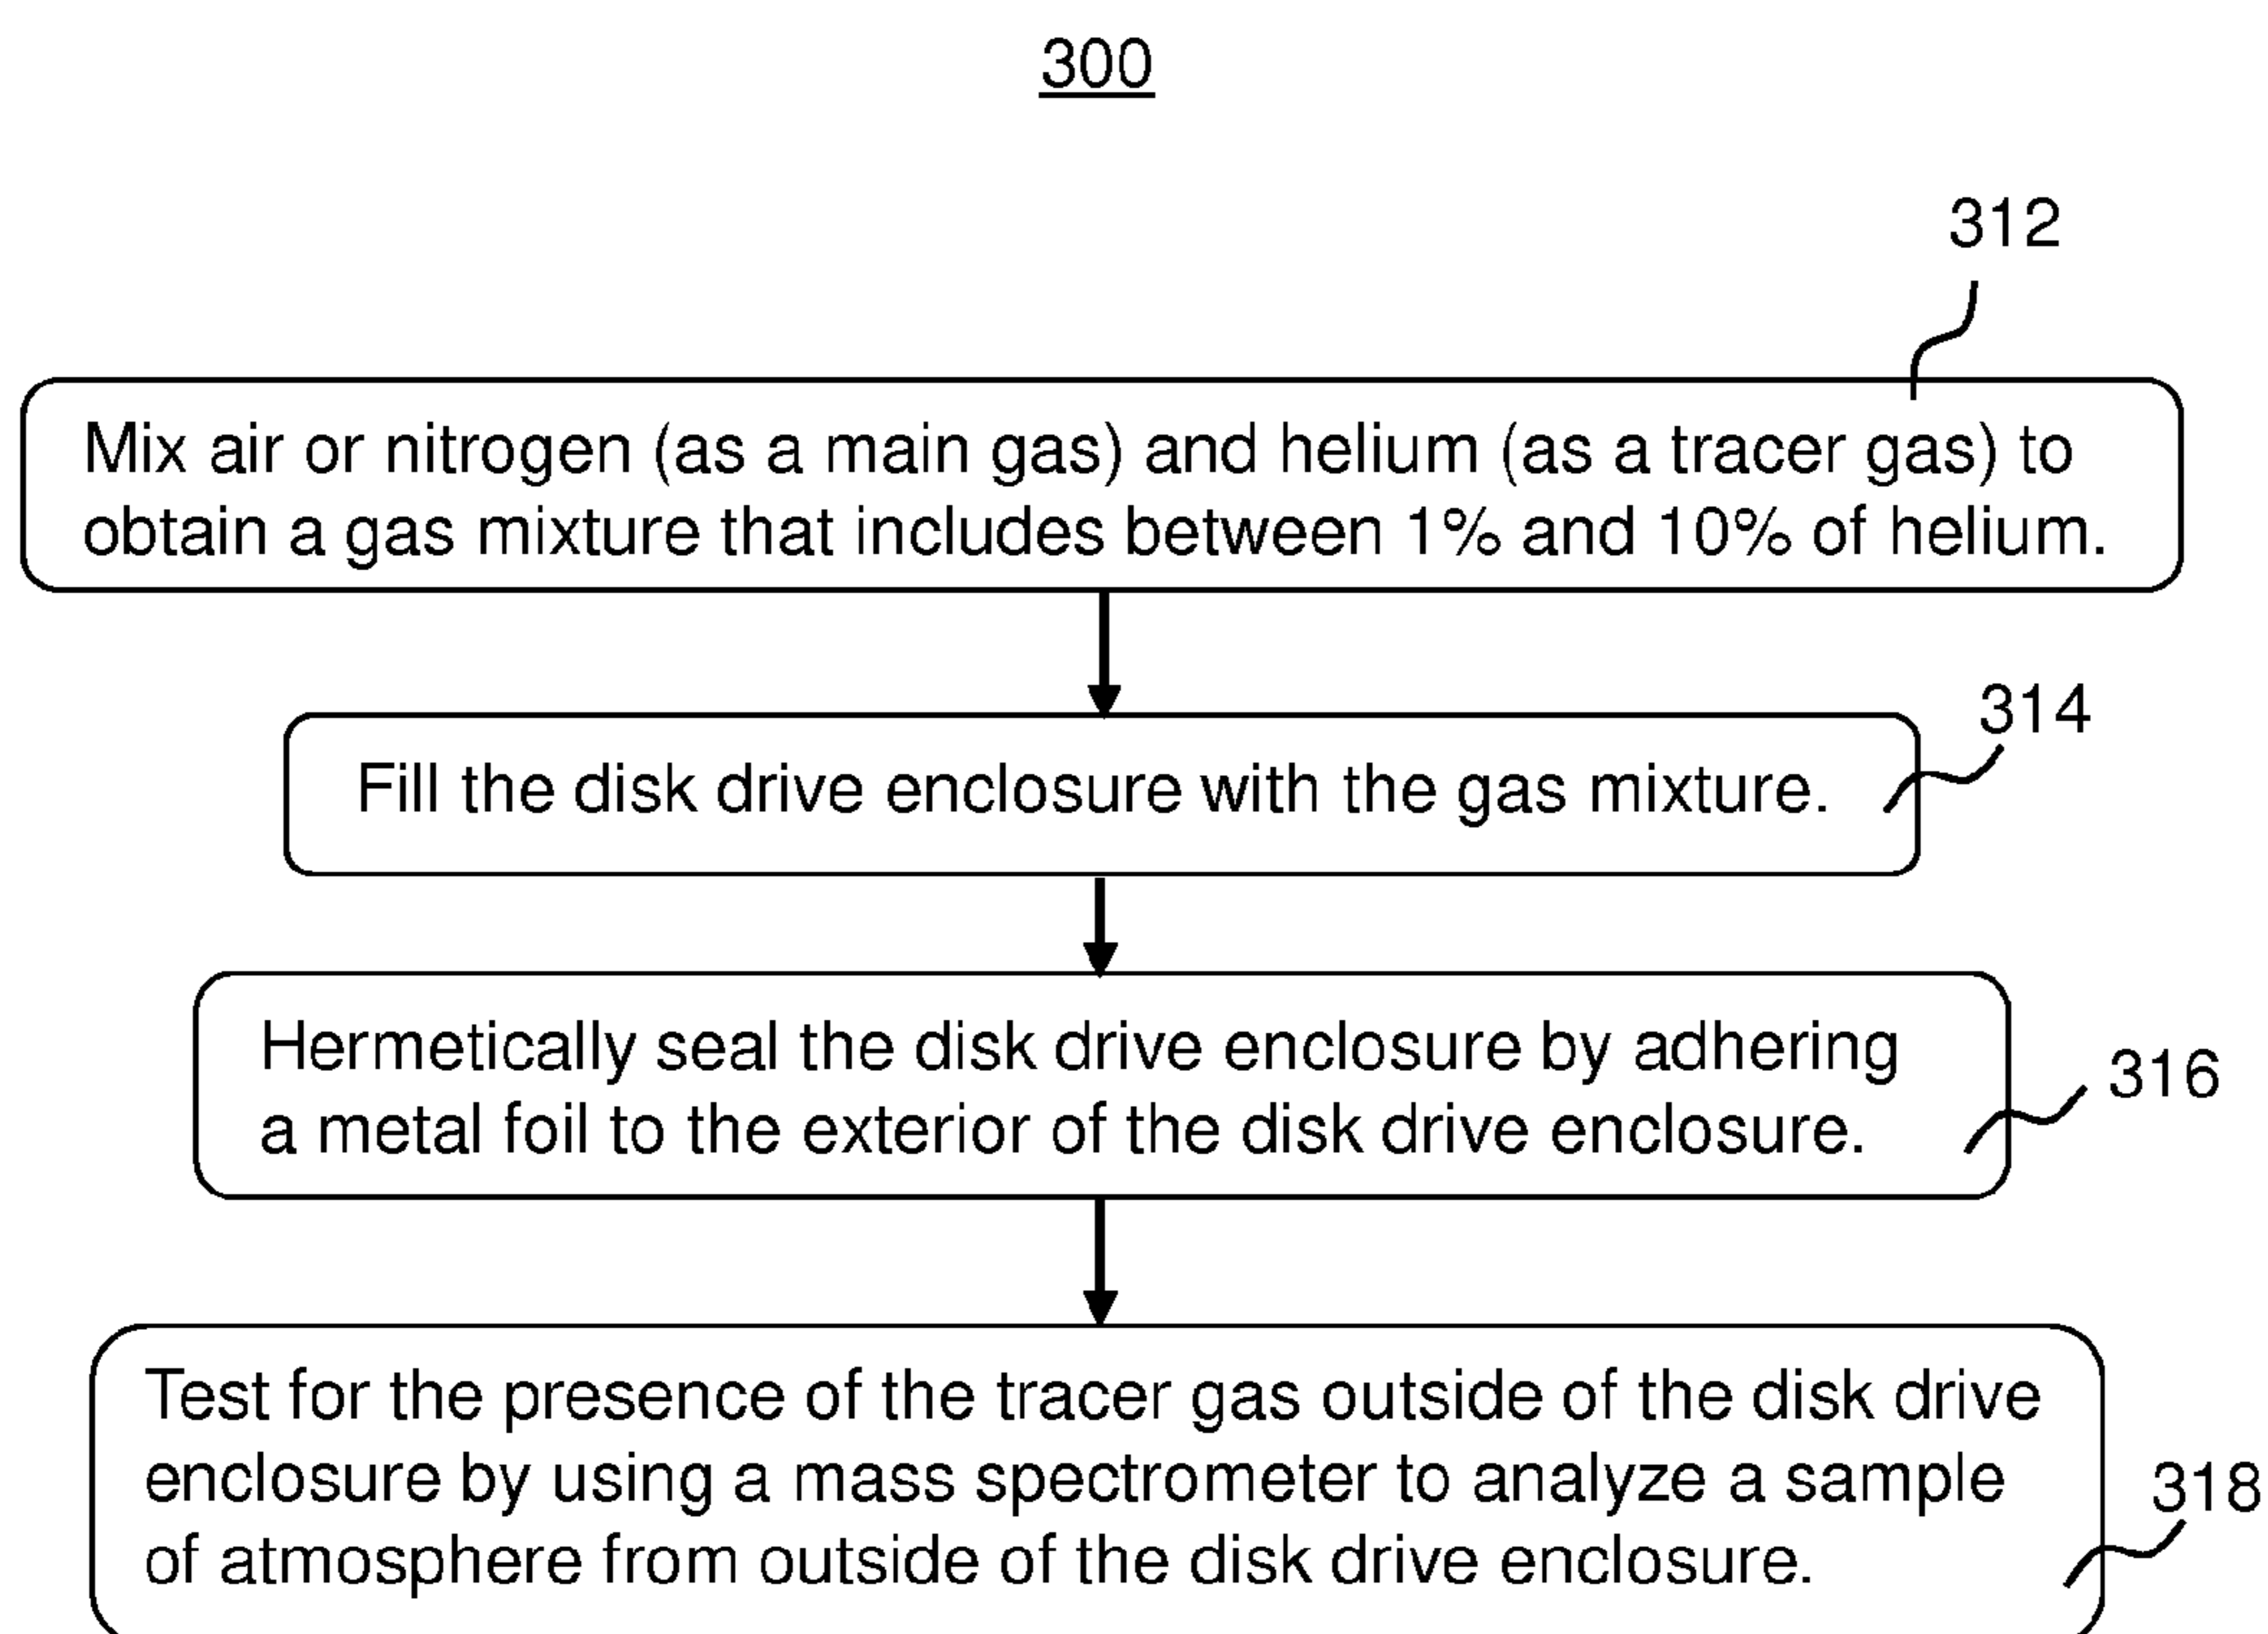 300
312
Mix air or nitrogen (as a main gas) and helium (as a tracer gas) to
obtain a gas mixture that includes between 1% and 10% of helium.
314
Fill the disk drive enclosure with the gas mixture.
Hermetically seal the disk drive enclosure by adhering
a metal foil to the exterior of the disk drive enclosure.
316
Test for the presence of the tracer gas outside of the disk drive
enclosure by using a mass spectrometer to analyze a sample
of atmosphere from outside of the disk drive enclosure.
318